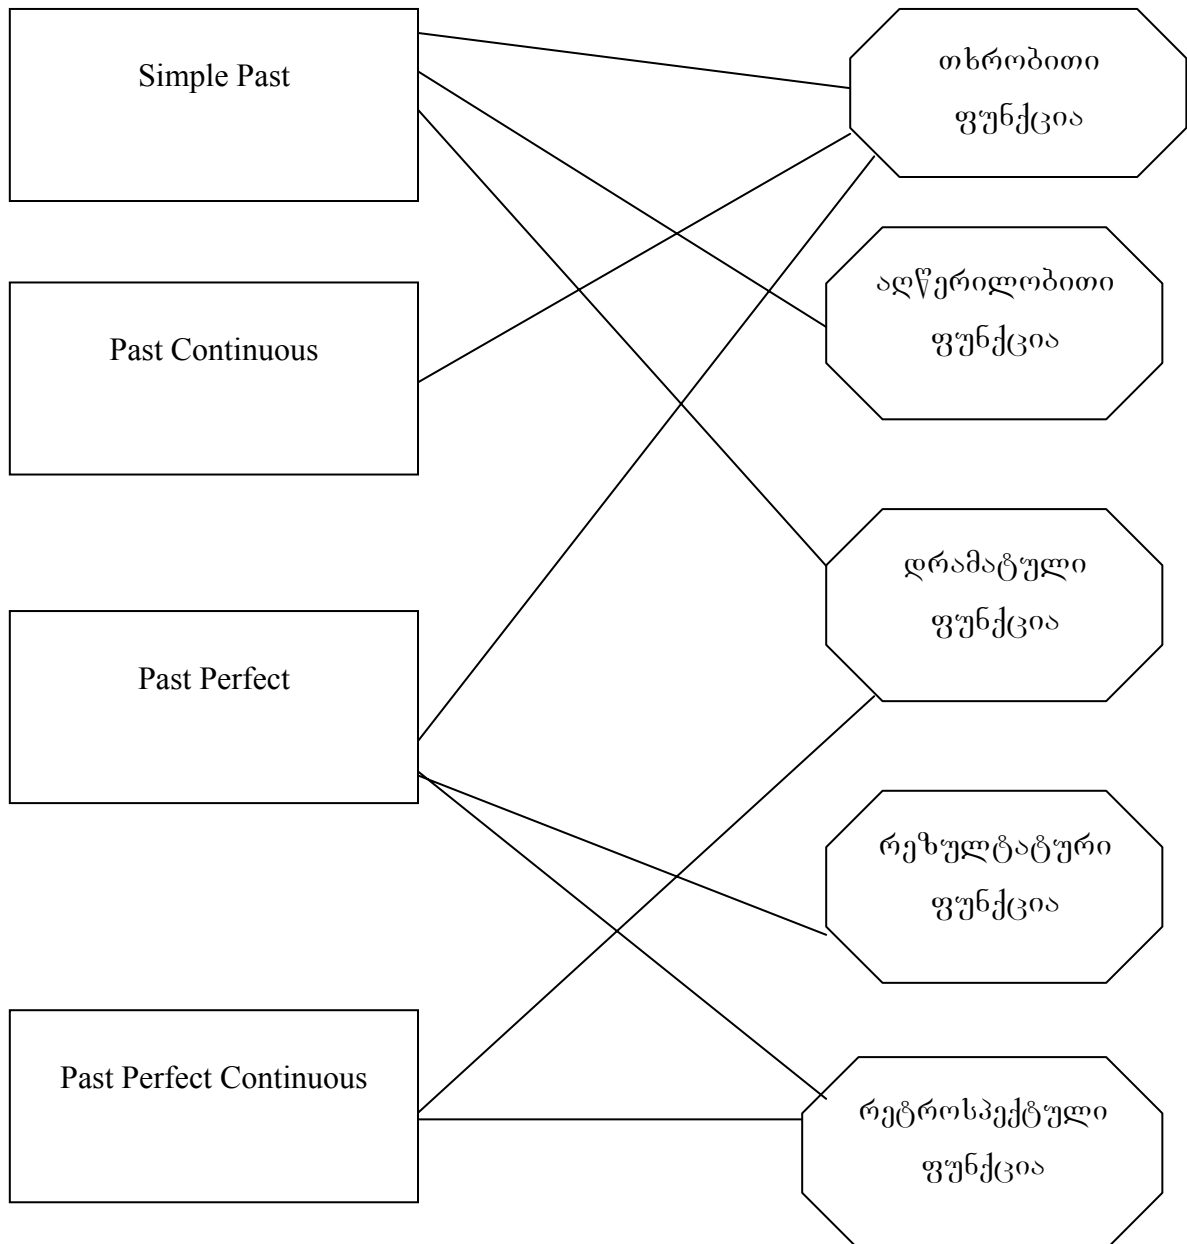 Simple Past
თხრობითი
ფუნქცია
აღწერილობითი
ფუნქცია
Past Continuous
დრამატული
ფუნქცია
Past Perfect
რეზულტატური
ფუნქცია
Past Perfect Continuous
რეტროსპექტული
ფუნქცია